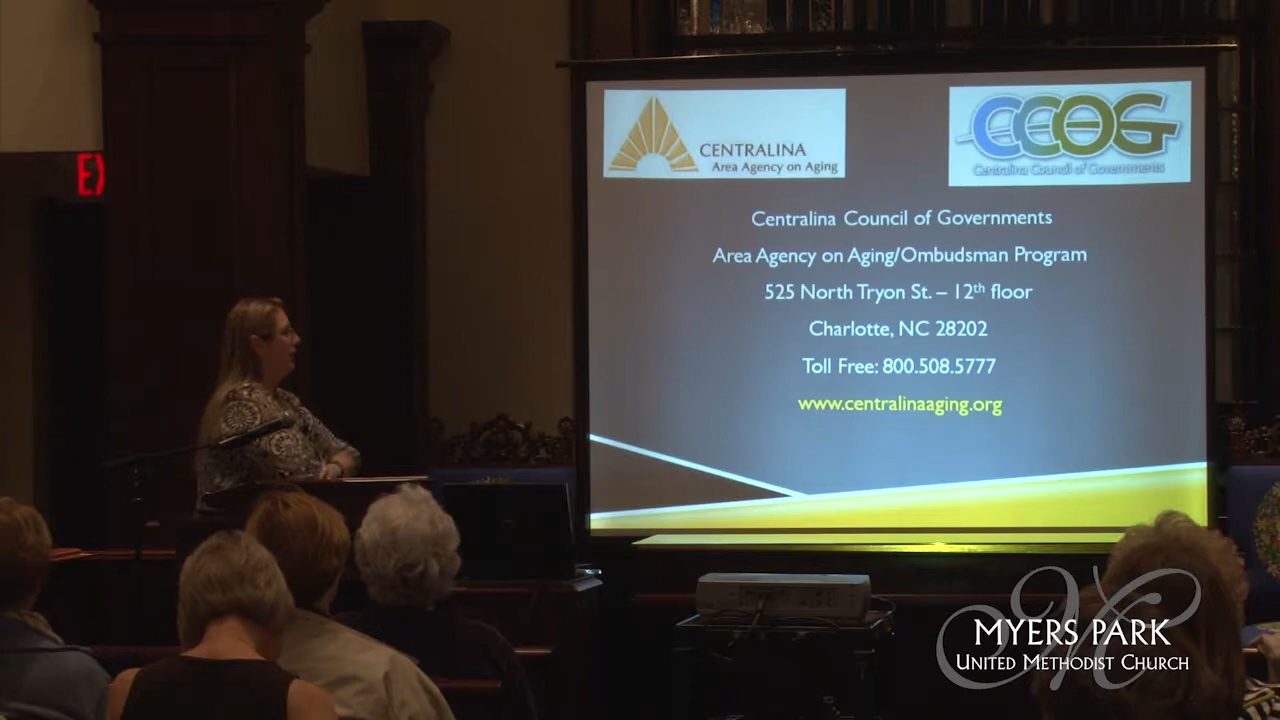 EX
CENTRALINA
Area Agency on Aging
CCOG
Centralina Council of Governments
Centralina Council of Governments
Area Agency on Aging/Ombudsman Program
525 North Tryon St. – 12th floor
Charlotte, NC 28202
Toll Free: 800.508.5777
www.centralinaaging.org
M
MYERS PARK
UNITED METHODIST CHURCH